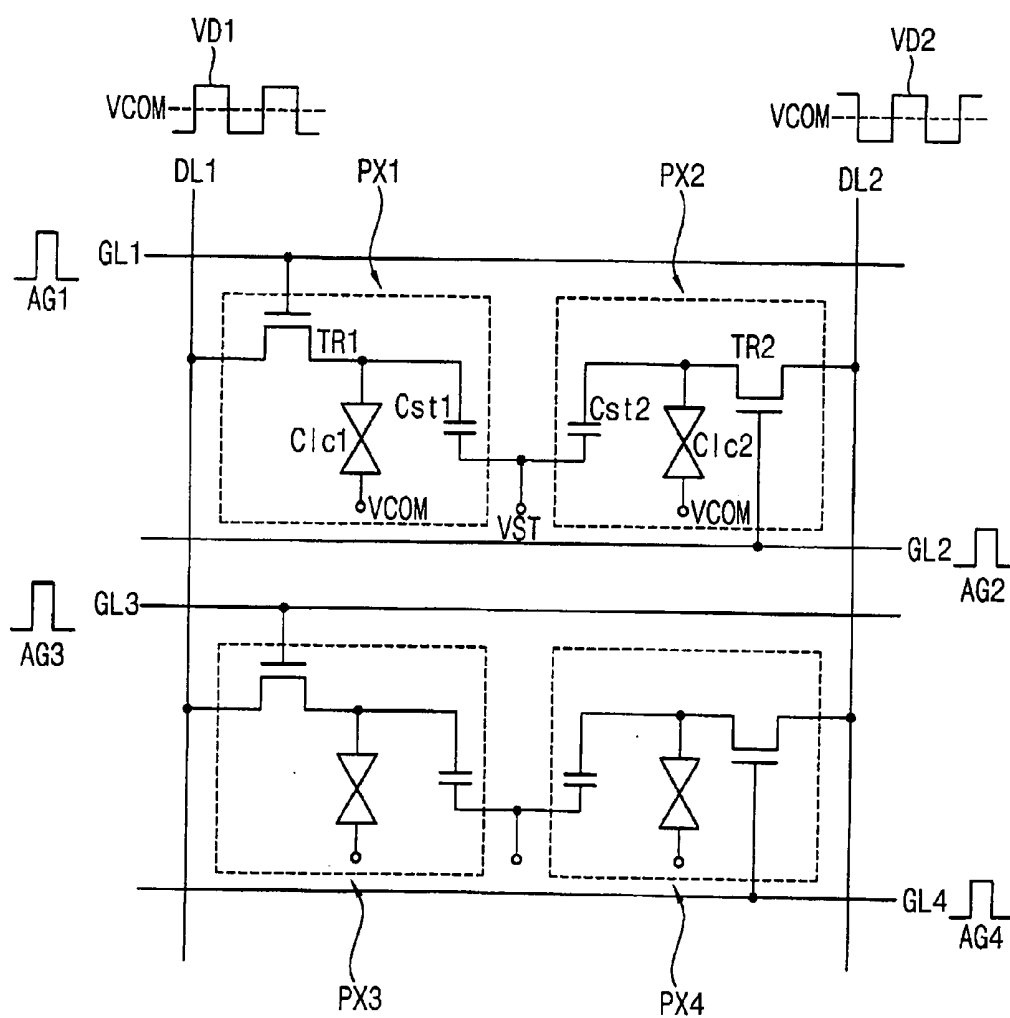 VD1
VD2
VCOM
VCOM
DL1
PX1
PX2
DL2
GL1
AG1
TR1
TR2
Cst1
Cst2
Clc1
Clc2
VCOM
VST
VCOM
GL2
AG2
GL3
AG3
GL4
AG4
PX3
PX4